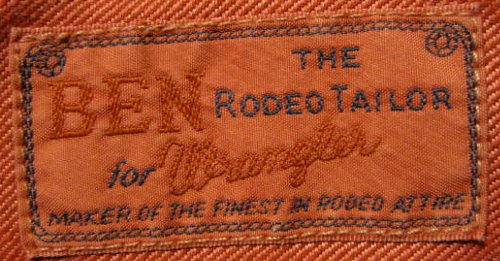 BEN THE
RODEO TAILOR
for Wrangler
MAKER OF THE FINEST IN RODEO ATTIRE